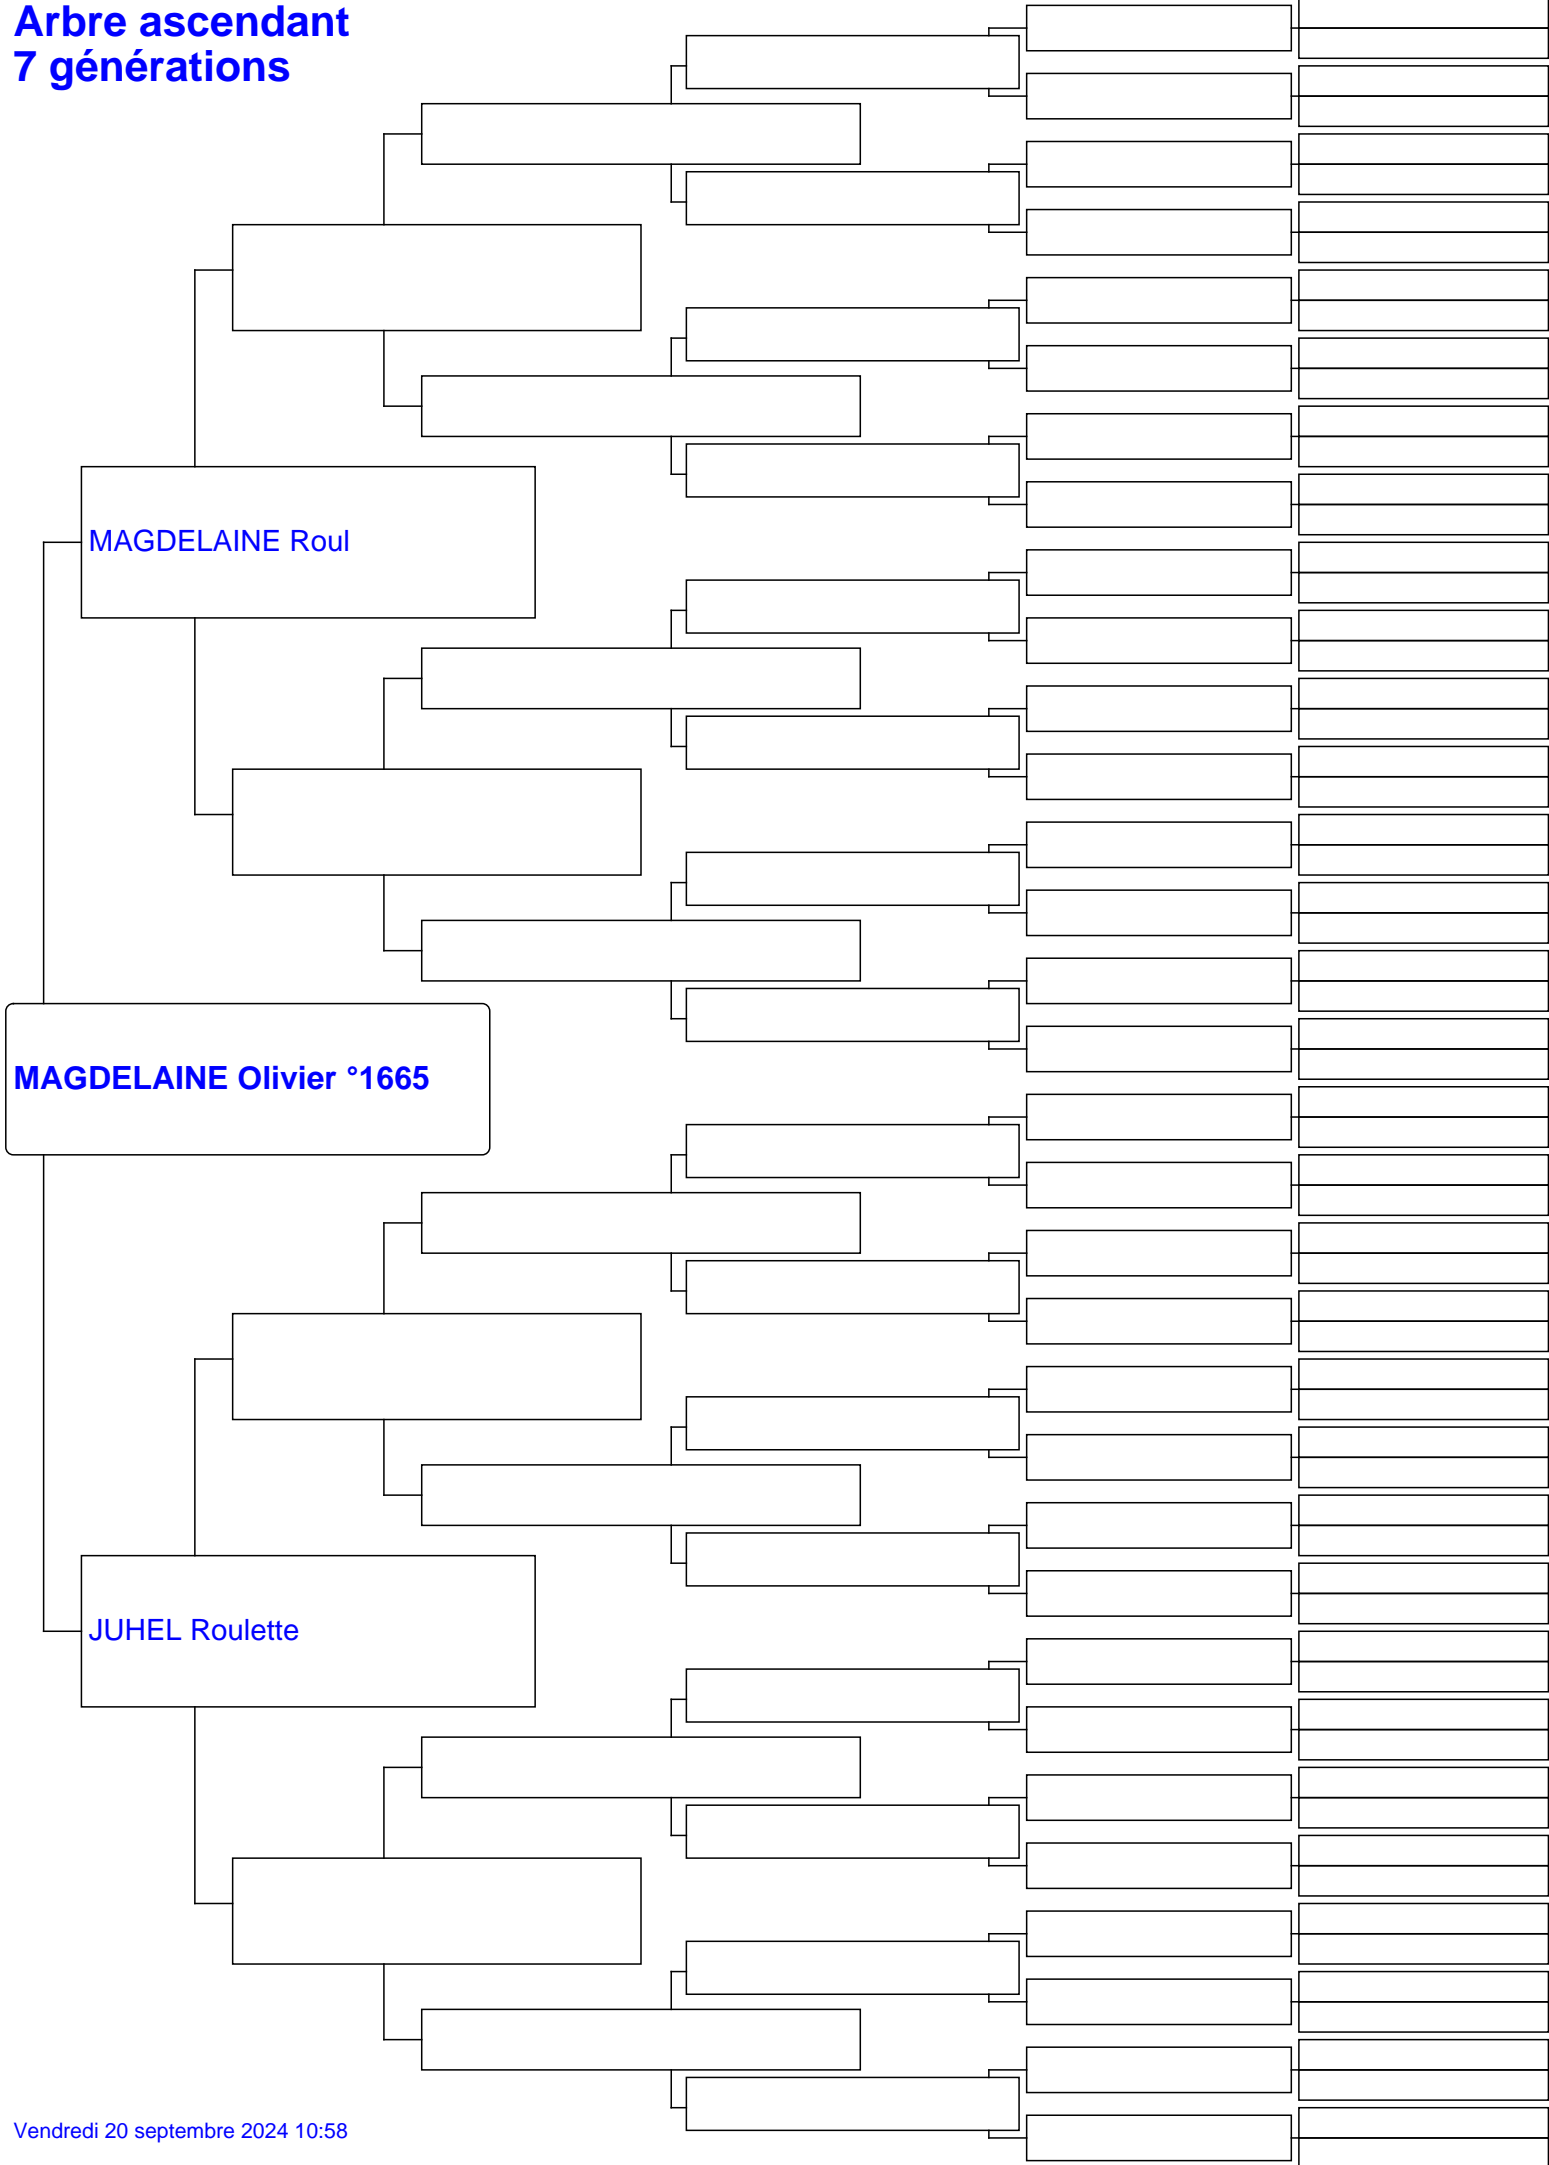 Arbre ascendant
7 générations
MAGDELAINE Roul
MAGDELAINE Olivier °1665
JUHEL Roulette
Vendredi 20 septembre 2024 10:58